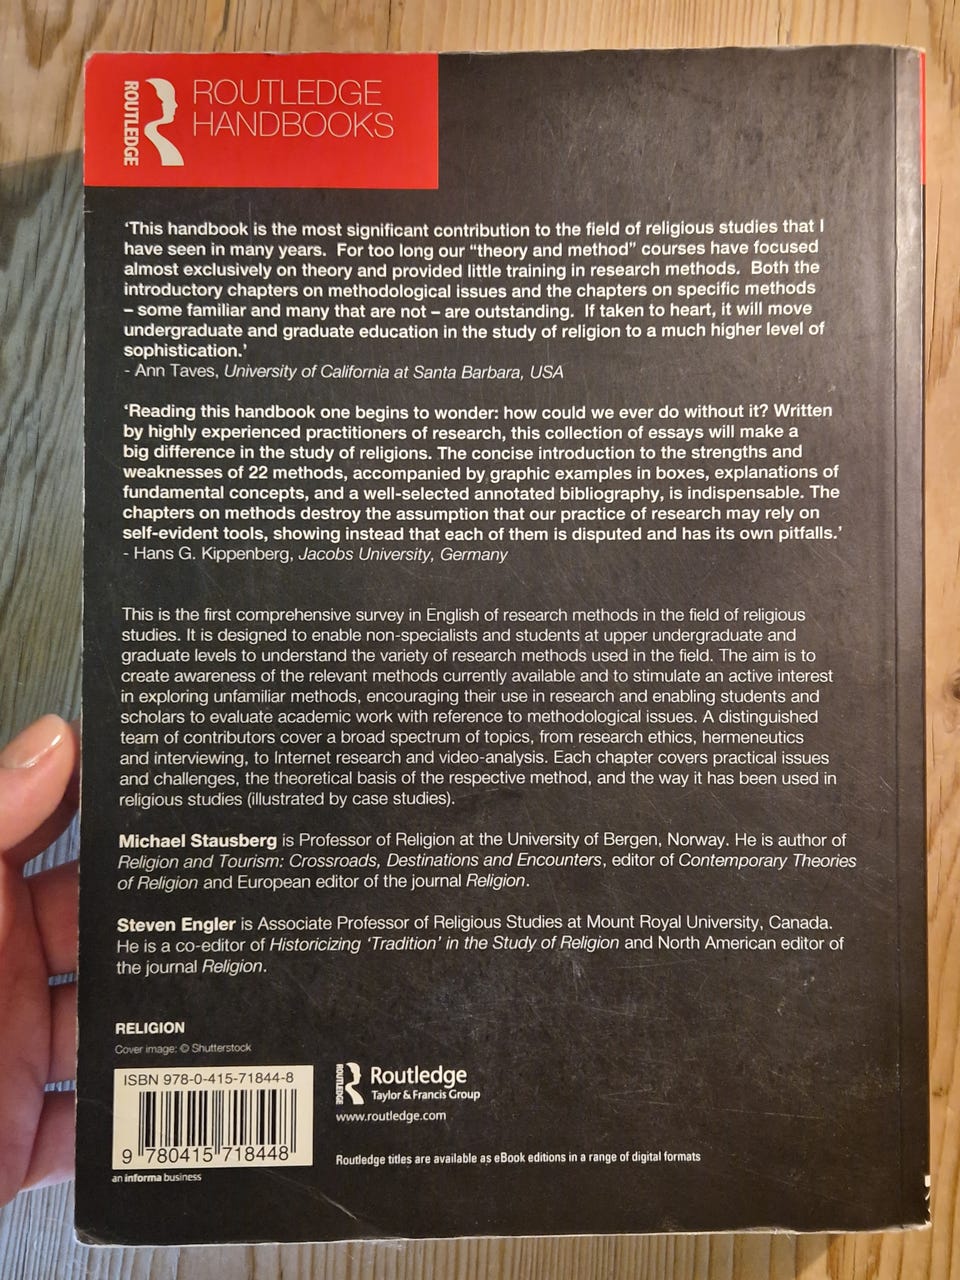 ROUTLEDGE
ROUTLEDGE
HANDBOOKS
‘This handbook is the most significant contribution to the field of religious studies that I
have seen in many years.  For too long our “theory and method” courses have focused
almost exclusively on theory and provided little training in research methods.  Both the
introductory chapters on methodological issues and the chapters on specific methods
– some familiar and many that are not – are outstanding.  If taken to heart, it will move
undergraduate and graduate education in the study of religion to a much higher level of
sophistication.’
- Ann Taves, University of California at Santa Barbara, USA
‘Reading this handbook one begins to wonder: how could we ever do without it? Written
by highly experienced practitioners of research, this collection of essays will make a
big difference in the study of religions. The concise introduction to the strengths and
weaknesses of 22 methods, accompanied by graphic examples in boxes, explanations of
fundamental concepts, and a well-selected annotated bibliography, is indispensable. The
chapters on methods destroy the assumption that our practice of research may rely on
self-evident tools, showing instead that each of them is disputed and has its own pitfalls.’
- Hans G. Kippenberg, Jacobs University, Germany
This is the first comprehensive survey in English of research methods in the field of religious
studies. It is designed to enable non-specialists and students at upper undergraduate and
graduate levels to understand the variety of research methods used in the field. The aim is to
create awareness of the relevant methods currently available and to stimulate an active interest
in exploring unfamiliar methods, encouraging their use in research and enabling students and
scholars to evaluate academic work with reference to methodological issues. A distinguished
team of contributors cover a broad spectrum of topics, from research ethics, hermeneutics
and interviewing, to Internet research and video-analysis. Each chapter covers practical issues
and challenges, the theoretical basis of the respective method, and the way it has been used in
religious studies (illustrated by case studies).
Michael Stausberg is Professor of Religion at the University of Bergen, Norway. He is author of
Religion and Tourism: Crossroads, Destinations and Encounters, editor of Contemporary Theories
of Religion and European editor of the journal Religion.
Steven Engler is Associate Professor of Religious Studies at Mount Royal University, Canada.
He is a co-editor of Historicizing ‘Tradition’ in the Study of Religion and North American editor of
the journal Religion.
RELIGION
Cover image: © Shutterstock
ISBN 978-0-415-71844-8
9 780415 718448
an informa business
ROUTLEDGE
Routledge
Taylor & Francis Group
www.routledge.com
Routledge titles are available as eBook editions in a range of digital formats